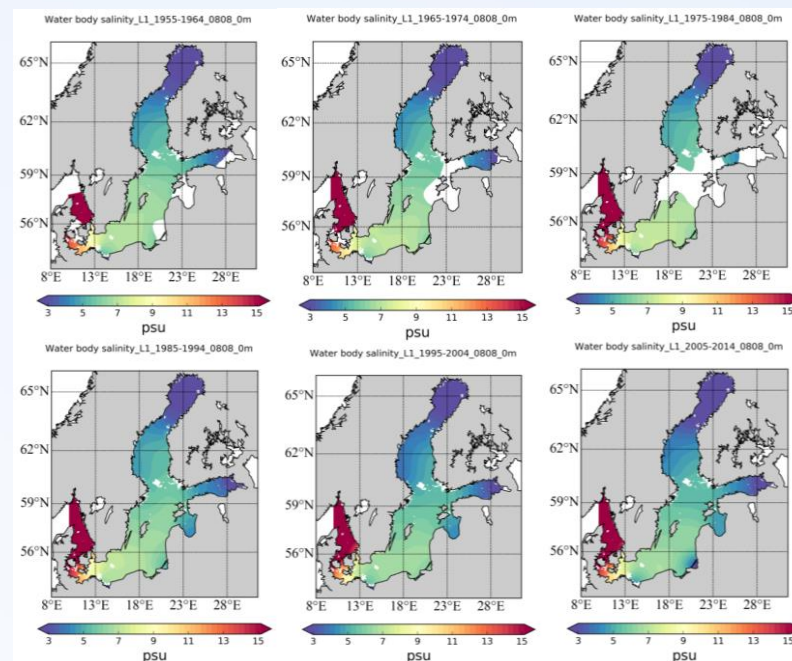 Water body salinity_L1_1955-1964_0808_0m
65°N
62°N
59°N
56°N
8°E 13°E 18°E 23°E 28°E
3 5 7 9 11 13 15
psu
Water body salinity_L1_1965-1974_0808_0m
65°N
62°N
59°N
56°N
8°E 13°E 18°E 23°E 28°E
3 5 7 9 11 13 15
psu
Water body salinity_L1_1975-1984_0808_0m
65°N
62°N
59°N
56°N
8°E 13°E 18°E 23°E 28°E
3 5 7 9 11 13 15
psu
Water body salinity_L1_1985-1994_0808_0m
65°N
62°N
59°N
56°N
8°E 13°E 18°E 23°E 28°E
3 5 7 9 11 13 15
psu
Water body salinity_L1_1995-2004_0808_0m
65°N
62°N
59°N
56°N
8°E 13°E 18°E 23°E 28°E
3 5 7 9 11 13 15
psu
Water body salinity_L1_2005-2014_0808_0m
65°N
62°N
59°N
56°N
8°E 13°E 18°E 23°E 28°E
3 5 7 9 11 13 15
psu